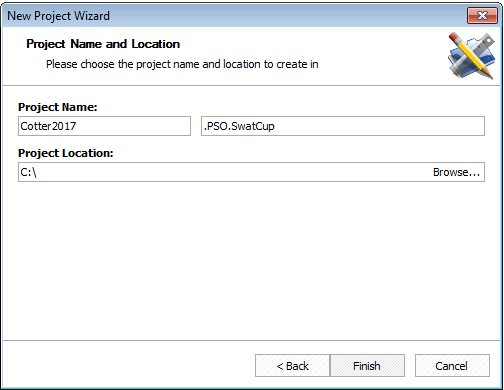 New Project Wizard
Project Name and Location
Please choose the project name and location to create in
Project Name:
Cotter2017 .PSO.SwatCup
Project Location:
C:\ Browse...
< Back Finish Cancel